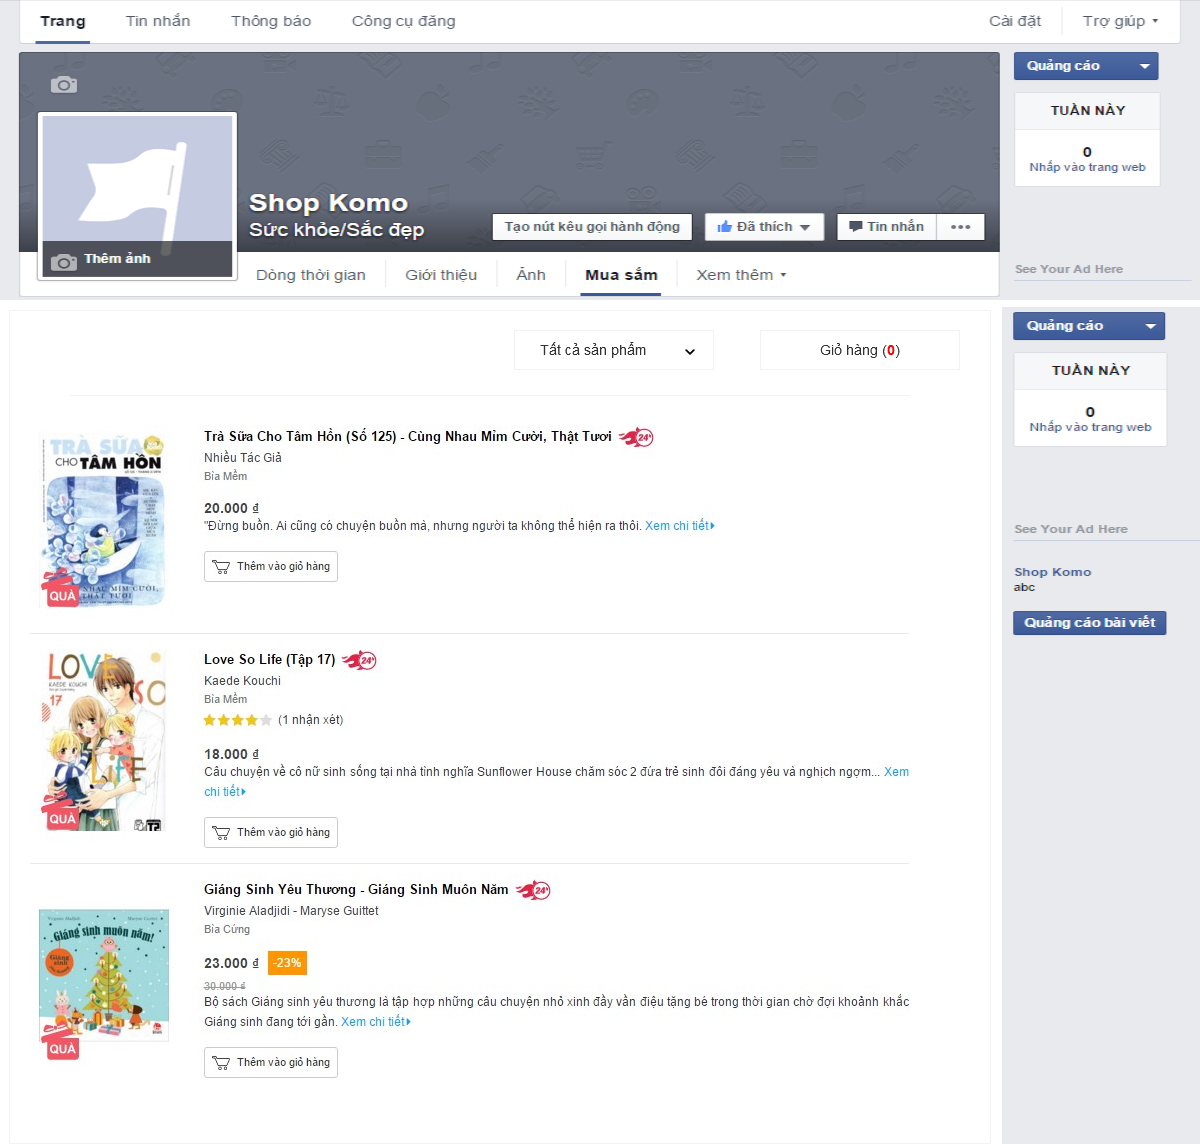 Trang Tin nhắn Thông báo Công cụ đăng Cài đặt Trợ giúp
Quảng cáo
TUẦN NÀY
0
Nhấp vào trang web
Shop Komo
Sức khỏe/Sắc đẹp
Tạo nút kêu gọi hành động Đã thích Tin nhắn •••
Thêm ảnh
See Your Ad Here
Dòng thời gian Giới thiệu Ảnh Mua sắm Xem thêm
Quảng cáo
Tất cả sản phẩm Giỏ hàng (0)
TUẦN NÀY
0
Nhấp vào trang web
See Your Ad Here
Shop Komo
abc
Quảng cáo bài viết
TRÀ SỮA
CHO TÂM HỒN
QUÀ
Trà Sữa Cho Tâm Hồn (Số 125) - Cùng Nhau Mỉm Cười, Thật Tươi 24h
Nhiều Tác Giả
Bìa Mềm
20.000 ₫
"Đừng buồn. Ai cũng có chuyện buồn mà, nhưng người ta không thể hiện ra thôi. Xem chi tiết
Thêm vào giỏ hàng
LOVE
SO
LiFE
KAEDE KOUCHI
17
QUÀ
Love So Life (Tập 17) 24h
Kaede Kouchi
Bìa Mềm
(1 nhận xét)
18.000 ₫
Câu chuyện về cô nữ sinh sống tại nhà tình nghĩa Sunflower House chăm sóc 2 đứa trẻ sinh đôi đáng yêu và nghịch ngợm... Xem
chi tiết
Thêm vào giỏ hàng
Virginie Aladjidi Maryse Guittet
Giáng sinh muôn năm!
Giáng
sinh
QUÀ
Giáng Sinh Yêu Thương - Giáng Sinh Muôn Năm 24h
Virginie Aladjidi - Maryse Guittet
Bìa Cứng
23.000 ₫ -23%
30.000 ₫
Bộ sách Giáng sinh yêu thương là tập hợp những câu chuyện nhỏ xinh đầy vần điệu tặng bé trong thời gian chờ đợi khoảnh khắc
Giáng sinh đang tới gần. Xem chi tiết
Thêm vào giỏ hàng